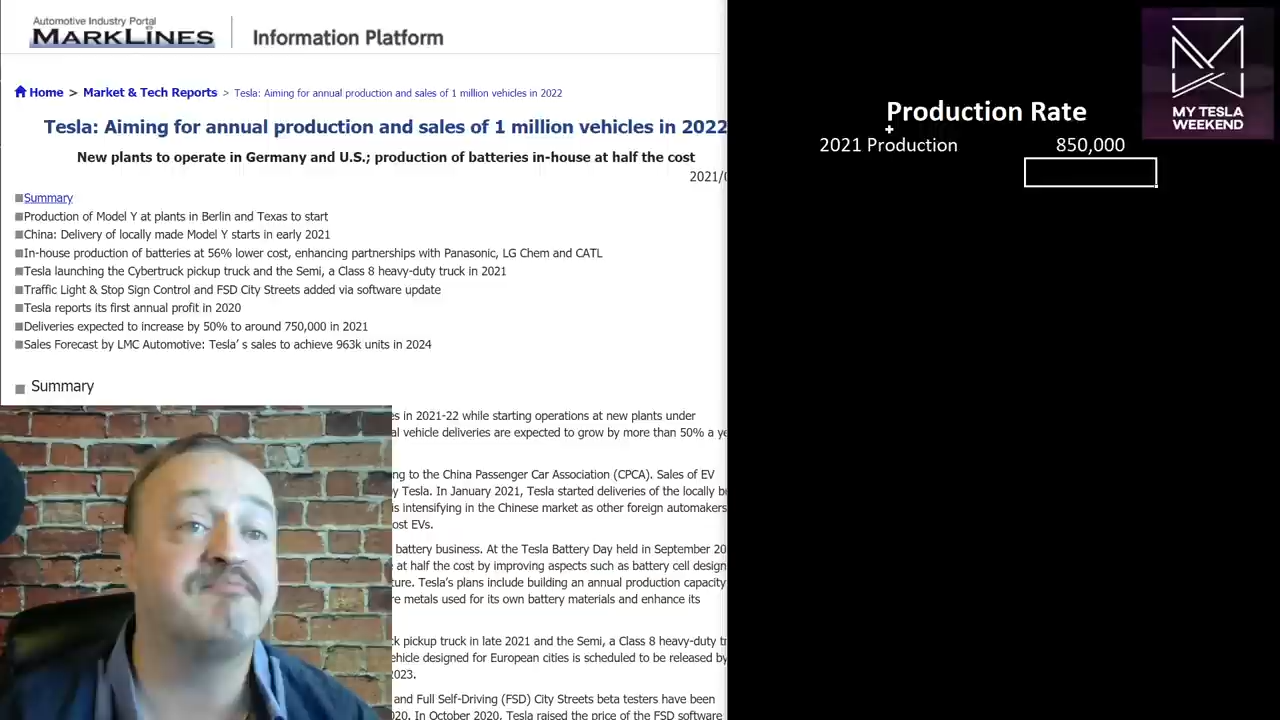 Automotive Industry Portal
MARKLINES
Information Platform
Home > Market & Tech Reports > Tesla: Aiming for annual production and sales of 1 million vehicles in 2022
Tesla: Aiming for annual production and sales of 1 million vehicles in 2022
New plants to operate in Germany and U.S.; production of batteries in-house at half the cost
2021/
Summary
Production of Model Y at plants in Berlin and Texas to start
China: Delivery of locally made Model Y starts in early 2021
In-house production of batteries at 56% lower cost, enhancing partnerships with Panasonic, LG Chem and CATL
Tesla launching the Cybertruck pickup truck and the Semi, a Class 8 heavy-duty truck in 2021
Traffic Light & Stop Sign Control and FSD City Streets added via software update
Tesla reports its first annual profit in 2020
Deliveries expected to increase by 50% to around 750,000 in 2021
Sales Forecast by LMC Automotive: Tesla's sales to achieve 963k units in 2024
Summary
in 2021-22 while starting operations at new plants under
vehicle deliveries are expected to grow by more than 50% a
to the China Passenger Car Association (CPCA). Sales of EV
Tesla. In January 2021, Tesla started deliveries of the locally
is intensifying in the Chinese market as other foreign automakers
EVs.
battery business. At the Tesla Battery Day held in September
at half the cost by improving aspects such as battery cell design
Tesla's plans include building an annual production capacity
metals used for its own battery materials and enhance its
pickup truck in late 2021 and the Semi, a Class 8 heavy-duty
designed for European cities is scheduled to be released by
and Full Self-Driving (FSD) City Streets beta testers have been
In October 2020, Tesla raised the price of the FSD software
Production Rate
2021 Production 850,000
MY TESLA
WEEKEND